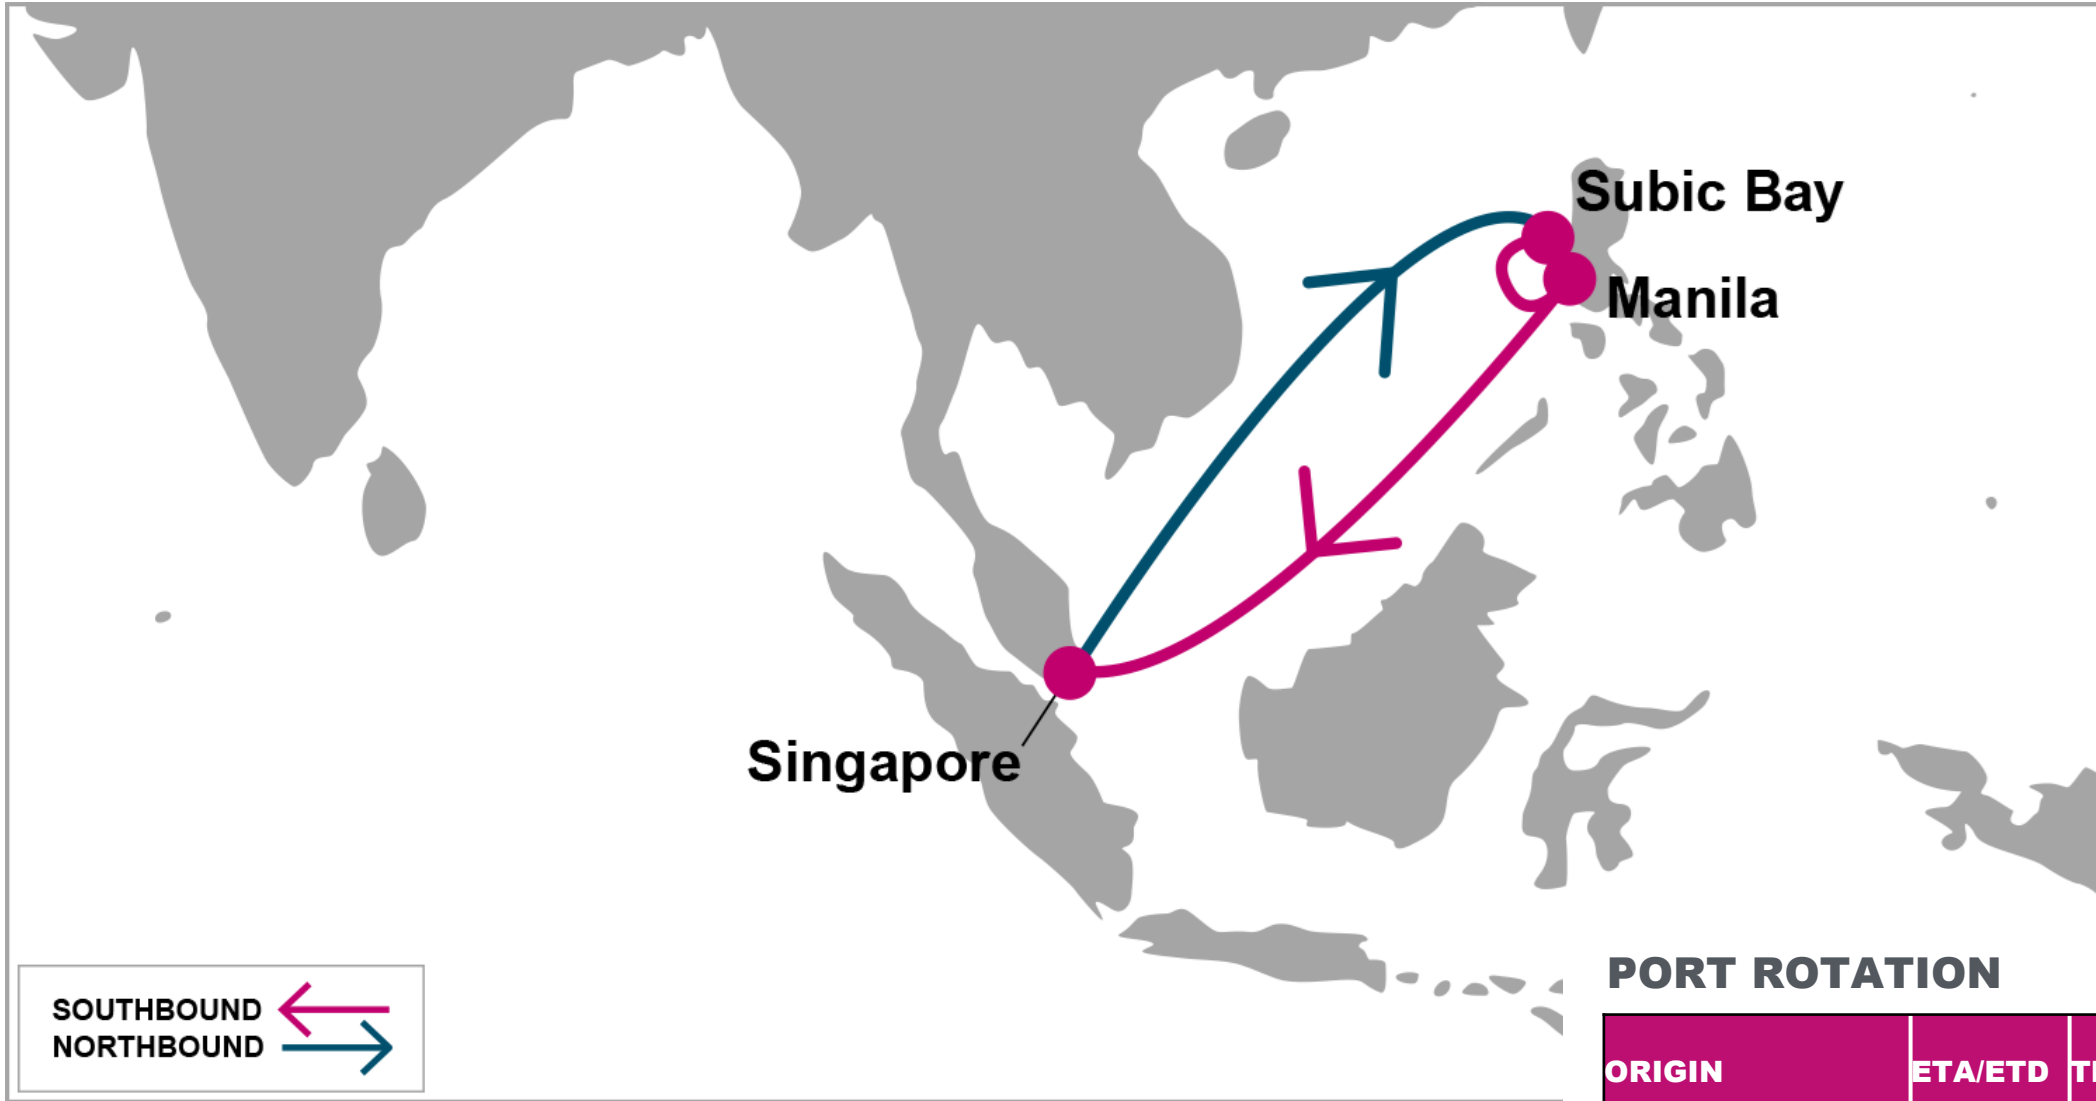 Subic Bay
Manila
Singapore
SOUTHBOUND
NORTHBOUND
PORT ROTATION
ORIGIN ETA/ETD